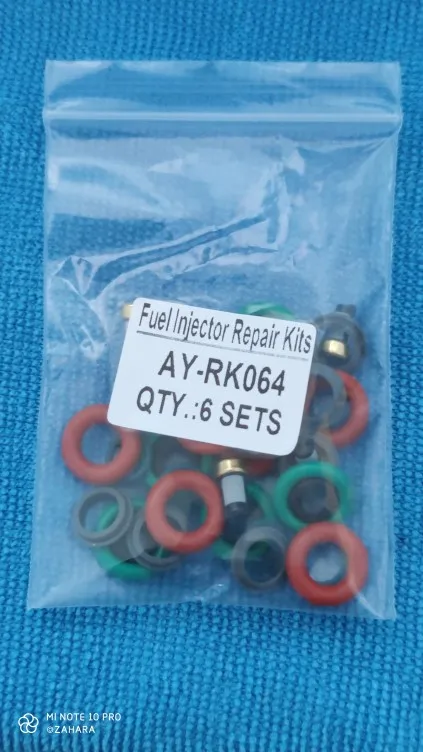 Fuel Injector Repair Kits
AY-RK064
QTY.:6 SETS
MI NOTE 10 PRO
©ZAHARA